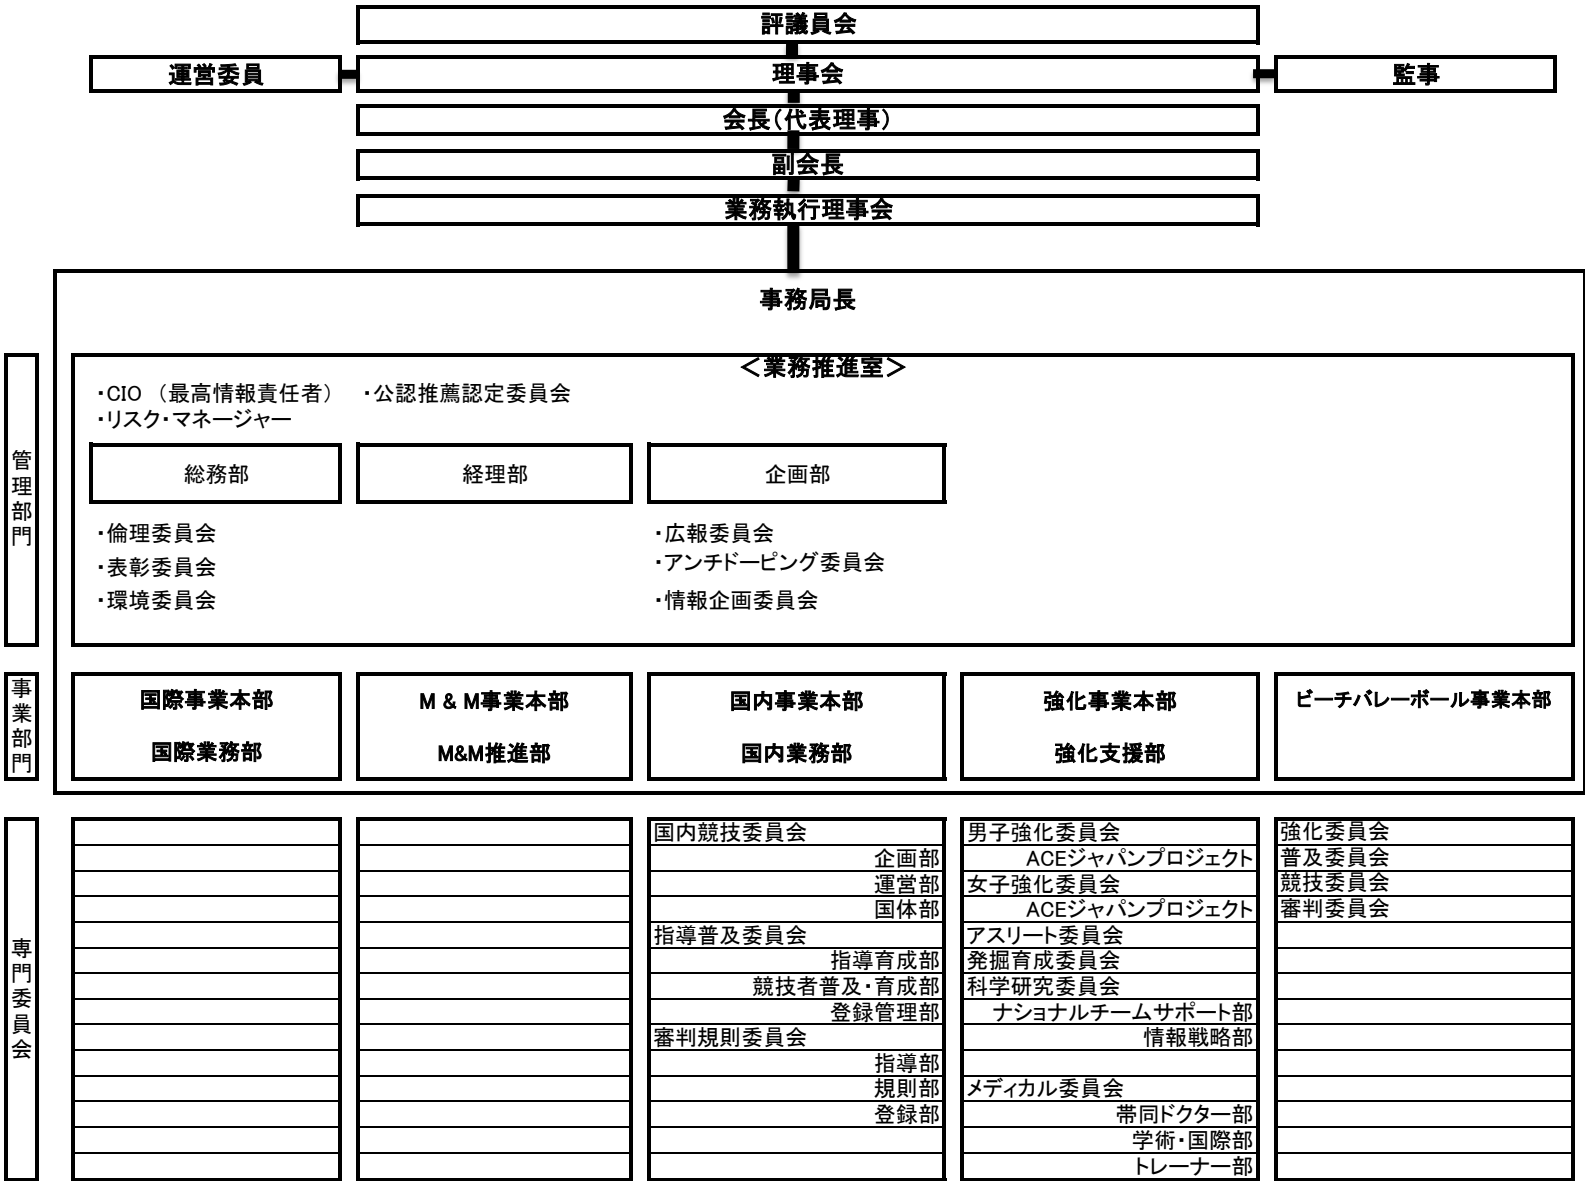 評議員会
運営委員
理事会
監事
会長（代表理事）
副会長
業務執行理事会
事務局長
管理部門
＜業務推進室＞
・CIO （最高情報責任者）
・公認推薦認定委員会
・リスク・マネージャー
総務部
経理部
企画部
・倫理委員会
・広報委員会
・アンチドーピング委員会
・表彰委員会
・環境委員会
・情報企画委員会
事業部門
国際事業本部
M & M事業本部
国内事業本部
強化事業本部
ビーチバレーボール事業本部
国際業務部
M&M推進部
国内業務部
強化支援部
専門委員会
国内競技委員会
企画部
運営部
国体部
指導普及委員会
指導育成部
競技者普及・育成部
登録管理部
審判規則委員会
指導部
規則部
登録部
男子強化委員会
ACEジャパンプロジェクト
女子強化委員会
ACEジャパンプロジェクト
アスリート委員会
発掘育成委員会
科学研究委員会
ナショナルチームサポート部
情報戦略部
メディカル委員会
帯同ドクター部
学術・国際部
トレーナー部
強化委員会
普及委員会
競技委員会
審判委員会